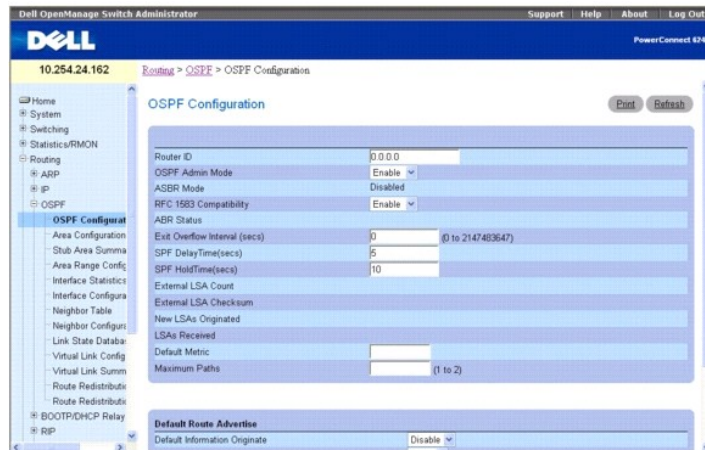 Dell OpenManage Switch Administrator Support Help About Log Out
DELL
PowerConnect 624
10.254.24.162 Routing > OSPF > OSPF Configuration
Home
System
Switching
Statistics/RMON
Routing
ARP
IP
OSPF
OSPF Configurat
Area Configuration
Stub Area Summa
Area Range Config
Interface Statistics
Interface Configura
Neighbor Table
Neighbor Configura
Link State Databas
Virtual Link Config
Virtual Link Summ
Route Redistributio
Route Redistributio
BOOTP/DHCP Relay
RIP
OSPF Configuration Print Refresh
Router ID 0.0.0.0
OSPF Admin Mode Enable
ASBR Mode Disabled
RFC 1583 Compatibility Enable
ABR Status
Exit Overflow Interval (secs) 0 (0 to 2147483647)
SPF DelayTime(secs) 5
SPF HoldTime(secs) 10
External LSA Count
External LSA Checksum
New LSAs Originated
LSAs Received
Default Metric
Maximum Paths (1 to 2)
Default Route Advertise
Default Information Originate Disable